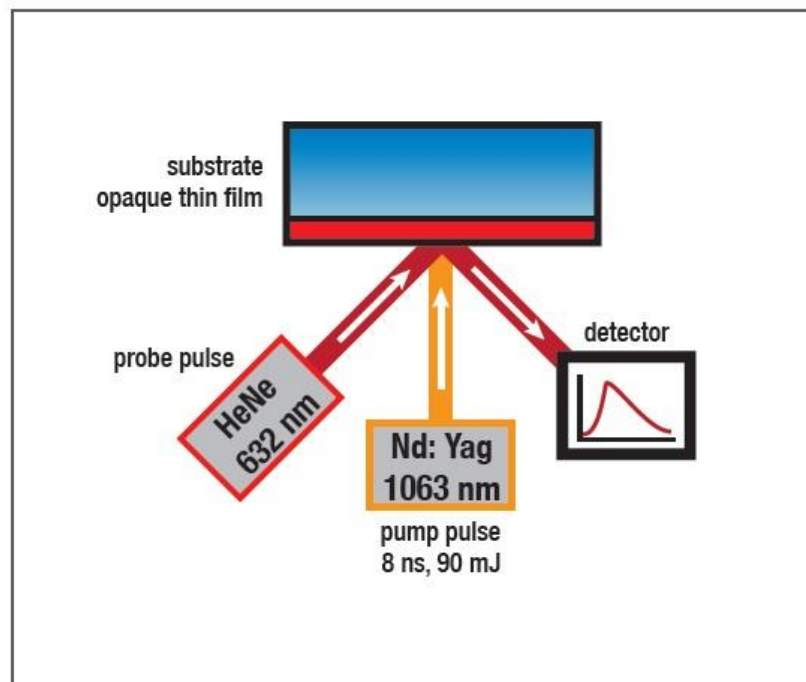 substrate
opaque thin film
probe pulse
HeNe
632 nm
detector
Nd: Yag
1063 nm
pump pulse
8 ns, 90 mJ